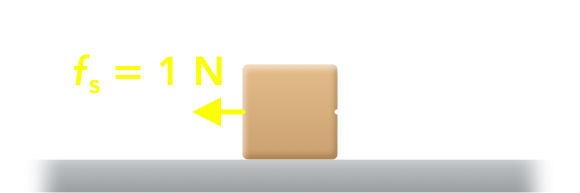 fₛ = 1 N